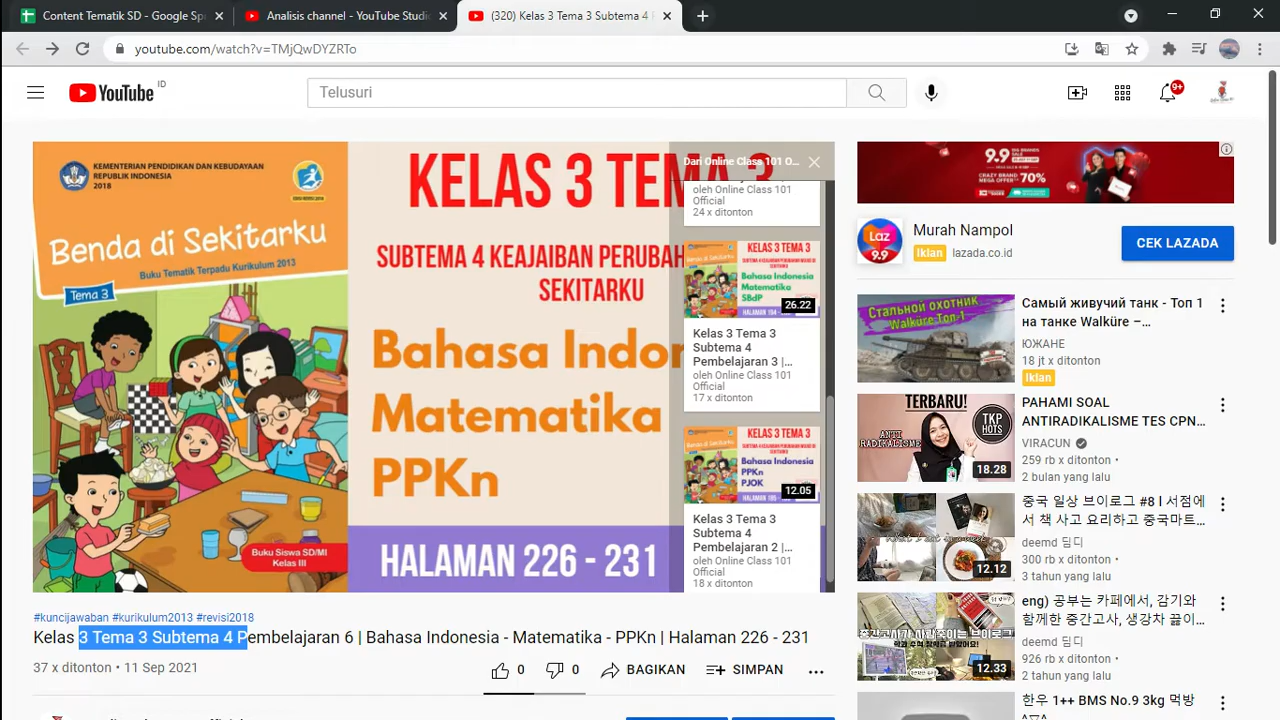 Content Tematik SD - Google Sp
Analisis channel - YouTube Studio
(320) Kelas 3 Tema 3 Subtema 4 P
youtube.com/watch?v=TMjQwDYZRTo
YouTube
ID
Telusuri
9+
KEMENTERIAN PENDIDIKAN DAN KEBUDAYAAN
REPUBLIK INDONESIA
2018
Benda di Sekitarku
Buku Tematik Terpadu Kurikulum 2013
Tema 3
Buku Siswa SD/MI
Kelas III
KELAS 3 TEMA 3
SUBTEMA 4 KEAJAIBAN PERUBAH
SEKITARKU
Bahasa Indon
Matematika
PPKn
HALAMAN 226 - 231
Dari Online Class 101 O...
oleh Online Class 101
Official
24 x ditonton
KELAS 3 TEMA 3
Bahasa Indonesia
Matematika
SBdP
26.22
Kelas 3 Tema 3
Subtema 4
Pembelajaran 3 |...
oleh Online Class 101
Official
17 x ditonton
KELAS 3 TEMA 3
Bahasa Indonesia
PPKn
PJOK
12.05
Kelas 3 Tema 3
Subtema 4
Pembelajaran 2 |...
oleh Online Class 101
Official
18 x ditonton
#kuncijawaban #kurikulum2013 #revisi2018
Kelas 3 Tema 3 Subtema 4 Pembelajaran 6 | Bahasa Indonesia - Matematika - PPKn | Halaman 226 - 231
37 x ditonton • 11 Sep 2021
0
0
BAGIKAN
SIMPAN
9.9
MEGA OFFER
70%
Laz
9.9
Murah Nampol
Iklan
lazada.co.id
CEK LAZADA
Стальной охотник
Walküre Топ 1
Самый живучий танк - Топ 1
на танке Walküre –...
ЮЖАНЕ
18 jt x ditonton
Iklan
TERBARU!
TKP
HOTS
ANTI
RADIKALISME
18.28
PAHAMI SOAL
ANTIRADIKALISME TES CPN...
VIRACUN
259 rb x ditonton •
2 bulan yang lalu
12.12
中국 일상 브이로그 #8 l 서점에
서 책 사고 요리하고 중국마트...
deemd 딤디
300 rb x ditonton •
3 tahun yang lalu
12.33
eng) 공부는 카페에서, 감기와
함께한 중간고사, 생강차 끓이...
deemd 딤디
926 rb x ditonton •
2 tahun yang lalu
한우 1++ BMS No.9 3kg 먹방